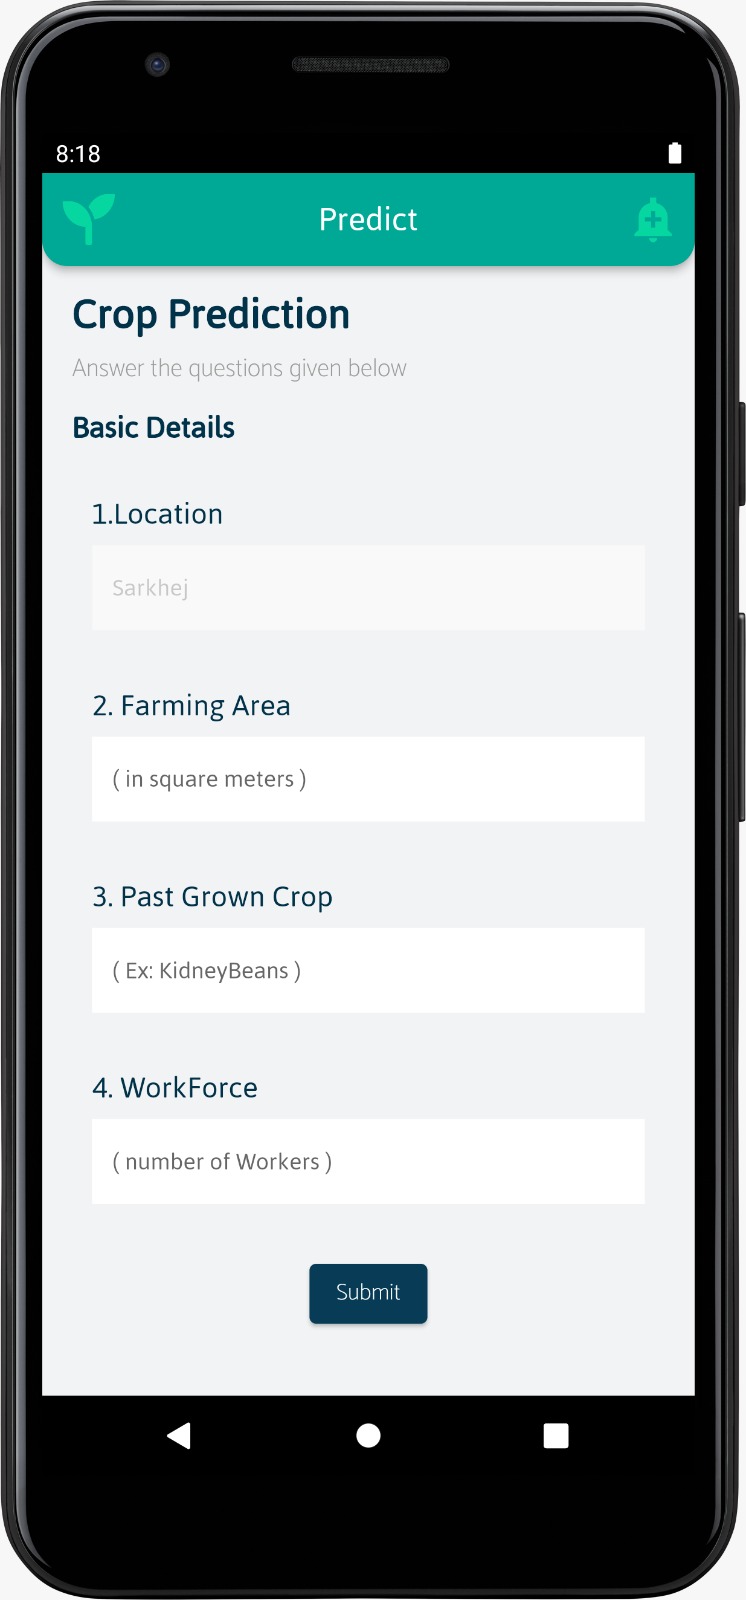 8:18
Predict
Crop Prediction
Answer the questions given below
Basic Details
1.Location
Sarkhej
2. Farming Area
( in square meters )
3. Past Grown Crop
( Ex: KidneyBeans )
4. WorkForce
( number of Workers )
Submit